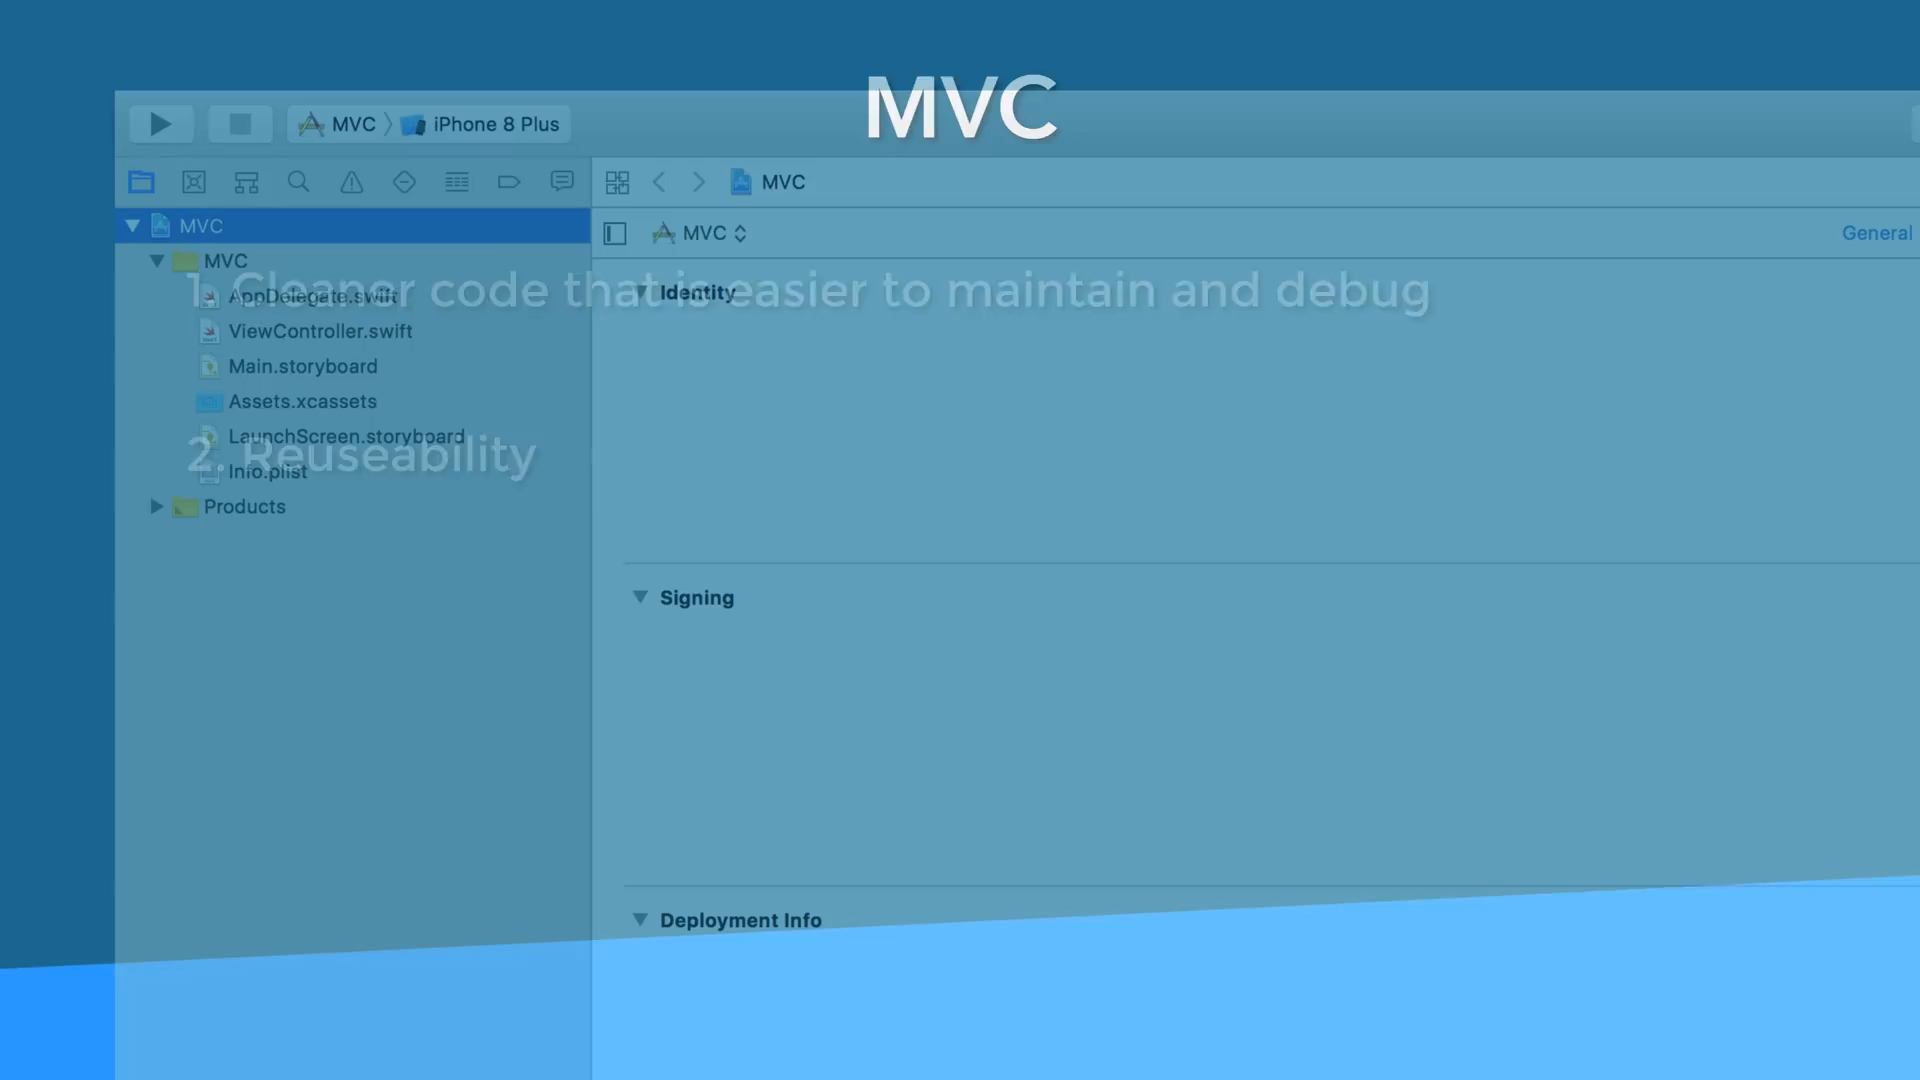 MVC
MVC iPhone 8 Plus
MVC
MVC
MVC General
MVC
MVC
1. Cleaner code that is easier to maintain and debug
AppDelegate.swift
Identity
ViewController.swift
Main.storyboard
Assets.xcassets
LaunchScreen.storyboard
2. Reuseability
Info.plist
Products
Signing
Deployment Info